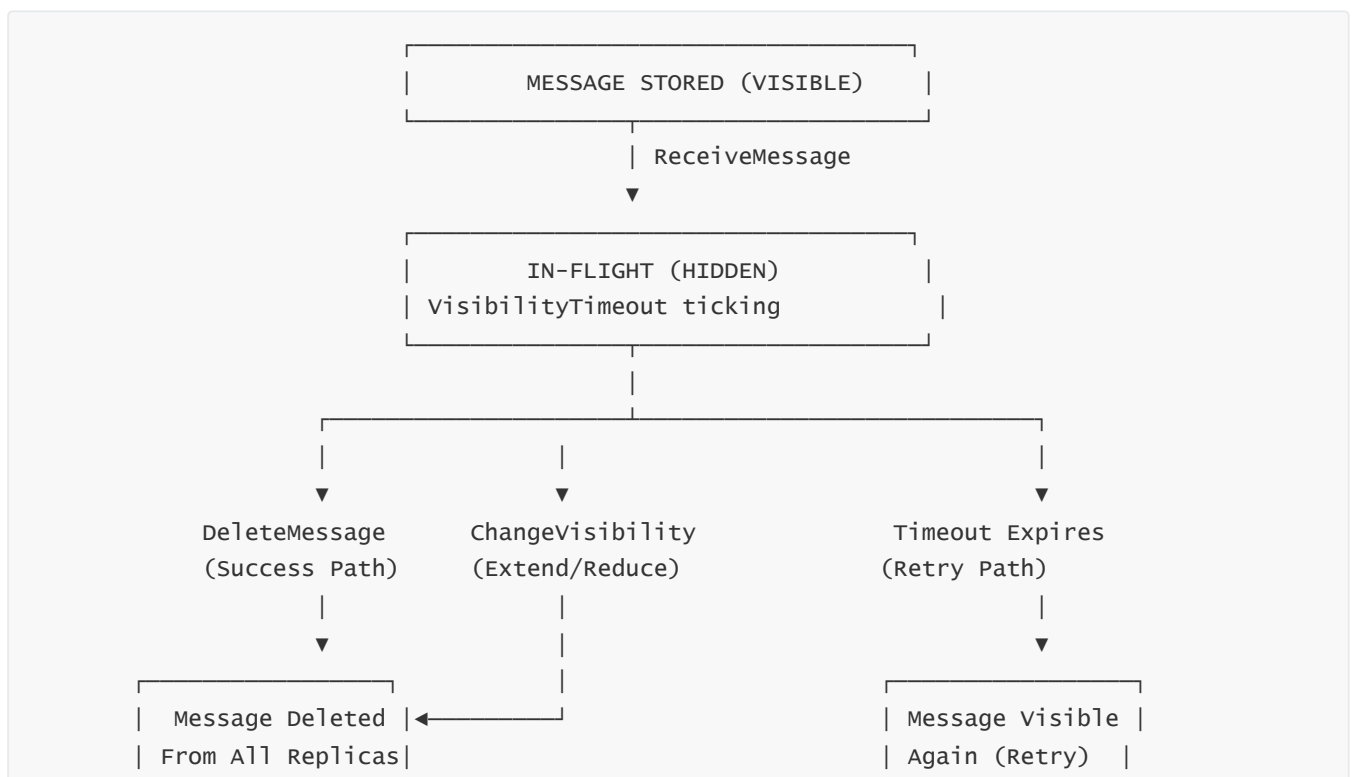 MESSAGE STORED (VISIBLE)
ReceiveMessage
IN-FLIGHT (HIDDEN)
VisibilityTimeout ticking
DeleteMessage ChangeVisibility Timeout Expires
(Success Path) (Extend/Reduce) (Retry Path)
Message Deleted Message Visible
From All Replicas Again (Retry)